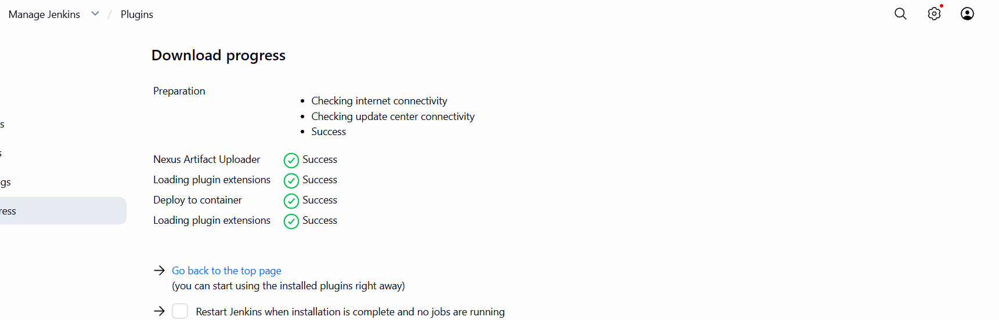 Manage Jenkins / Plugins
Download progress
Preparation
Checking internet connectivity
Checking update center connectivity
Success
s
s
gs
ress
Nexus Artifact Uploader Success
Loading plugin extensions Success
Deploy to container Success
Loading plugin extensions Success
Go back to the top page
(you can start using the installed plugins right away)
Restart Jenkins when installation is complete and no jobs are running